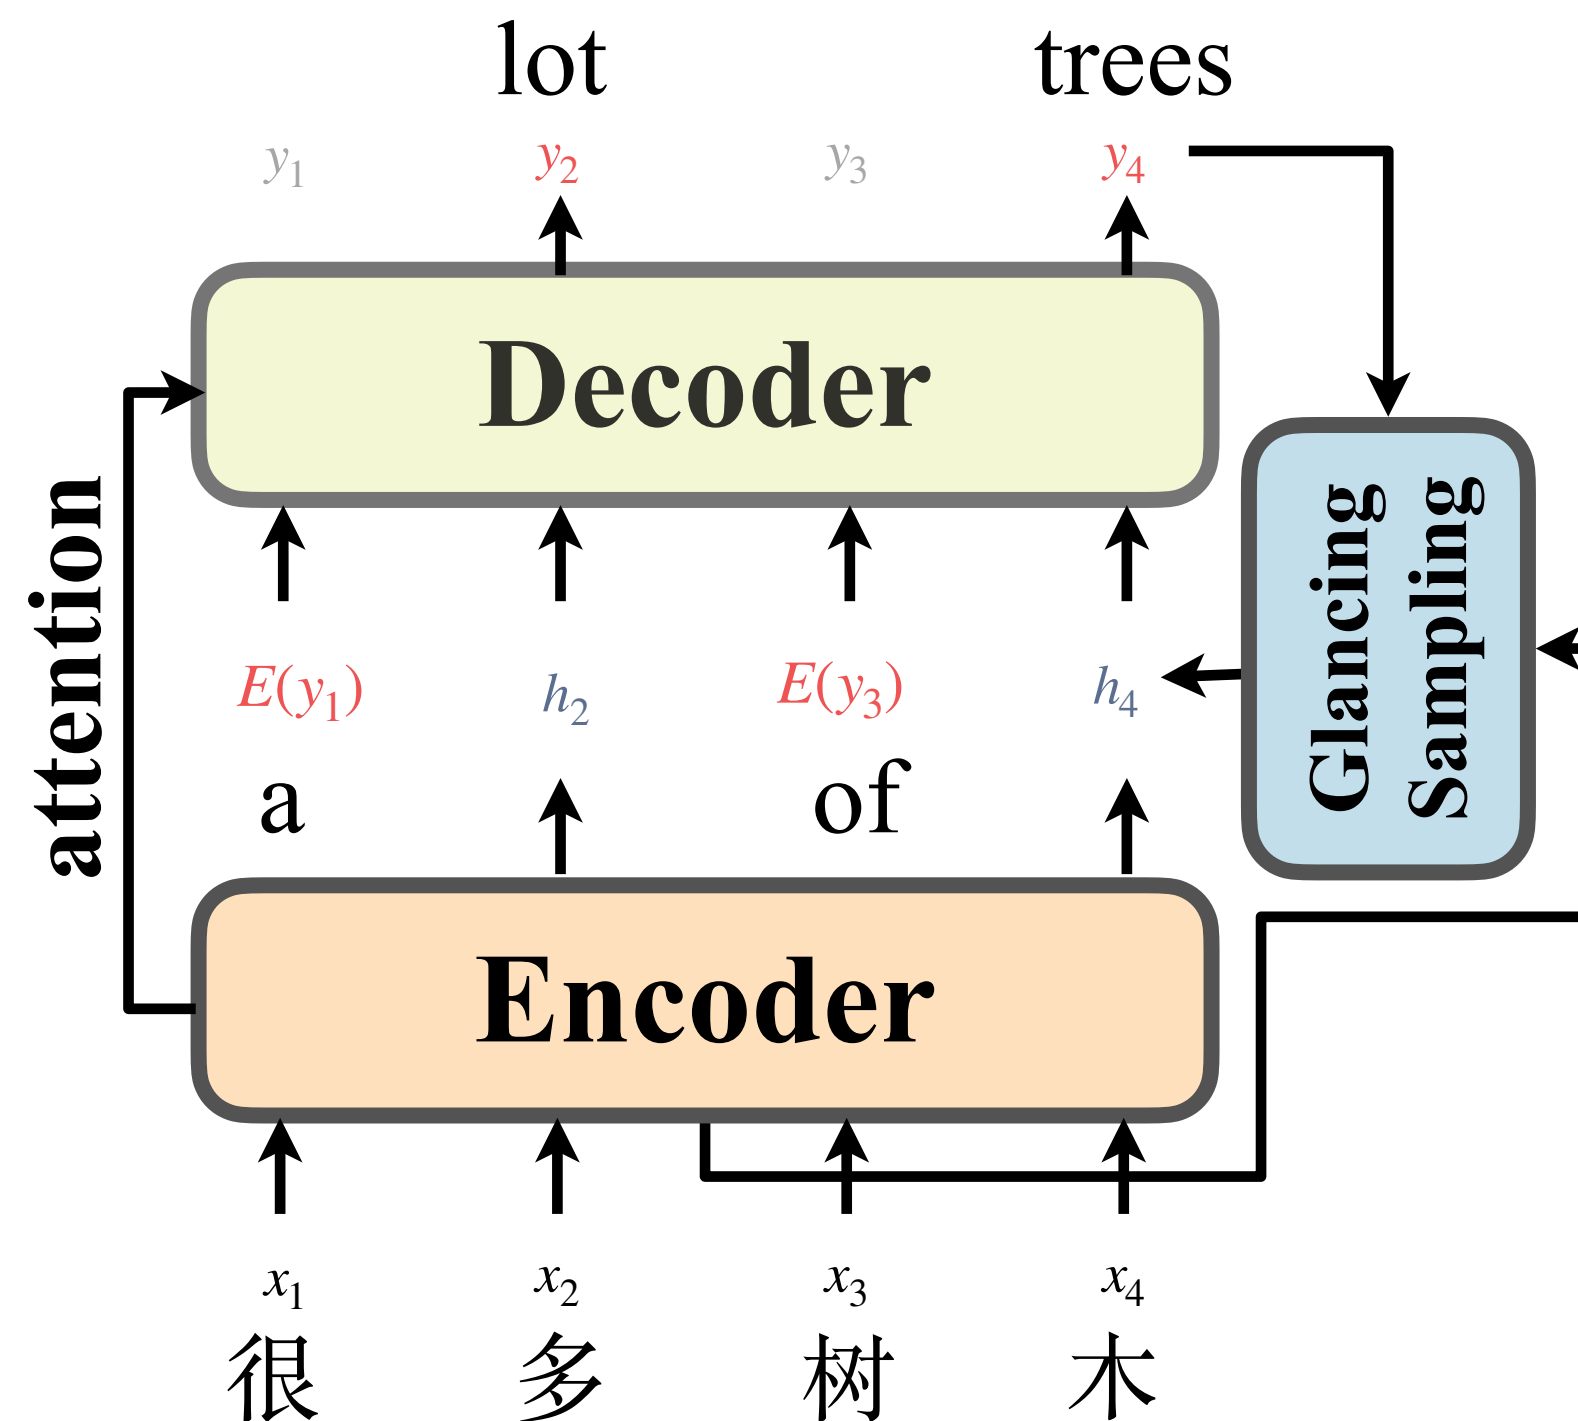 lot trees
y1 y2 y3 y4
Decoder
attention
Glancing
Sampling
E(y1) h2 E(y3) h4
a of
Encoder
x1 x2 x3 x4
很 多 树 木